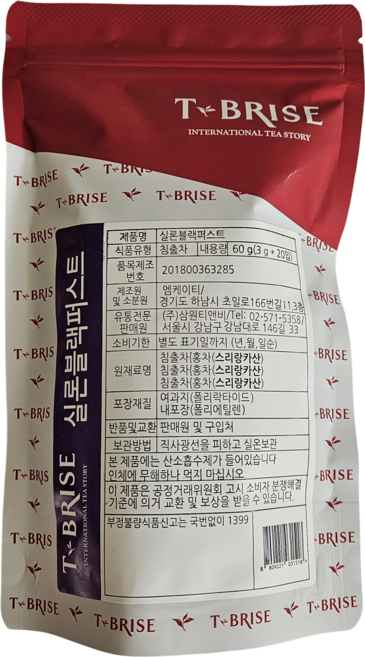 T BRISE
INTERNATIONAL TEA STORY
실론블랙퍼스트
T BRISE
INTERNATIONAL TEA STORY
제품명 실론블랙퍼스트
식품유형 침출차 내용량 60 g(3 g * 20입)
품목제조번호 201800363285
제조원 및 소분원 엠케이티/
경기도 하남시 초일로166번길11,3층
유통전문판매원 (주)삼원티앤비/Tel: 02-571-5358/
서울시 강남구 강남대로 146길 33
소비기한 별도 표기일까지 (년,월,일순)
원재료명 침출차(홍차(스리랑카산)
침출차(홍차(스리랑카산)
침출차(홍차(스리랑카산)
포장재질 여과지(폴리락타이드)
내포장(폴리에틸렌)
반품및교환 판매원 및 구입처
보관방법 직사광선을 피하고 실온보관
본 제품에는 산소흡수제가 들어있습니다
인체에 무해하나 먹지 마십시오
이 제품은 공정거래위원회 고시 소비자 분쟁해결
기준에 의거 교환 및 보상을 받을 수 있습니다.
부정불량식품신고는 국번없이 1399
T BRISE
T BRISE
T BRISE